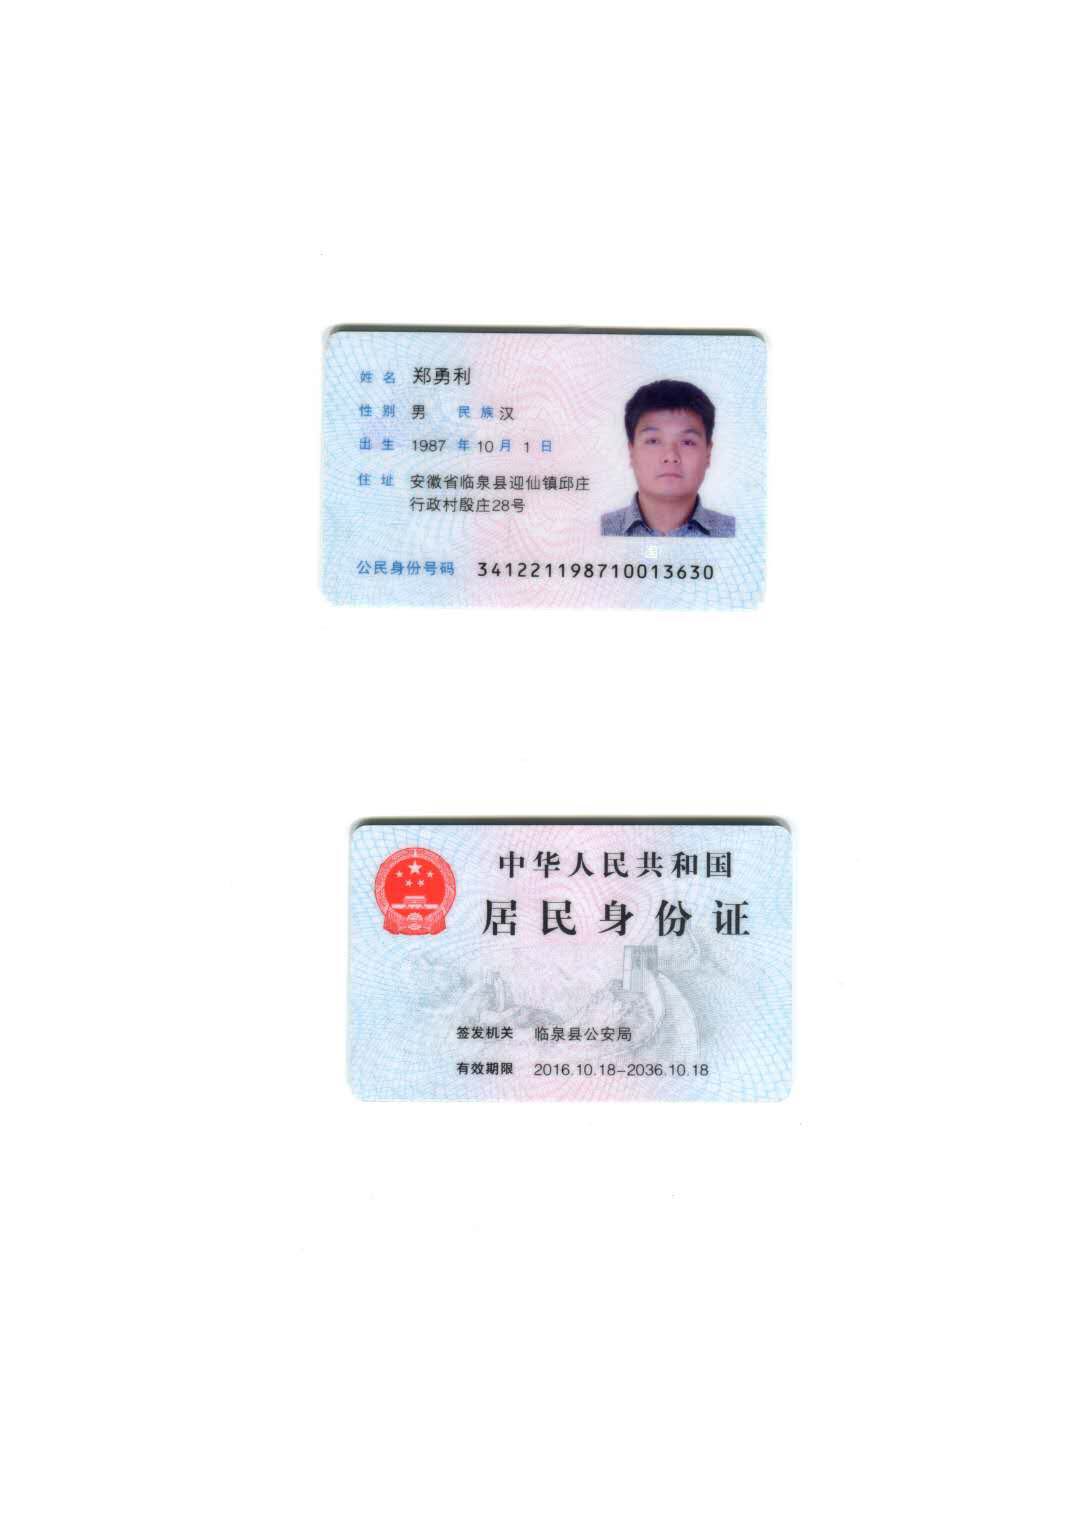 姓名 郑勇利
性别 男 民族 汉
出生 1987 年 10 月 1 日
住址 安徽省临泉县迎仙镇邱庄
行政村殷庄28号
公民身份号码 341221198710013630
中华人民共和国
居民身份证
签发机关 临泉县公安局
有效期限 2016.10.18-2036.10.18